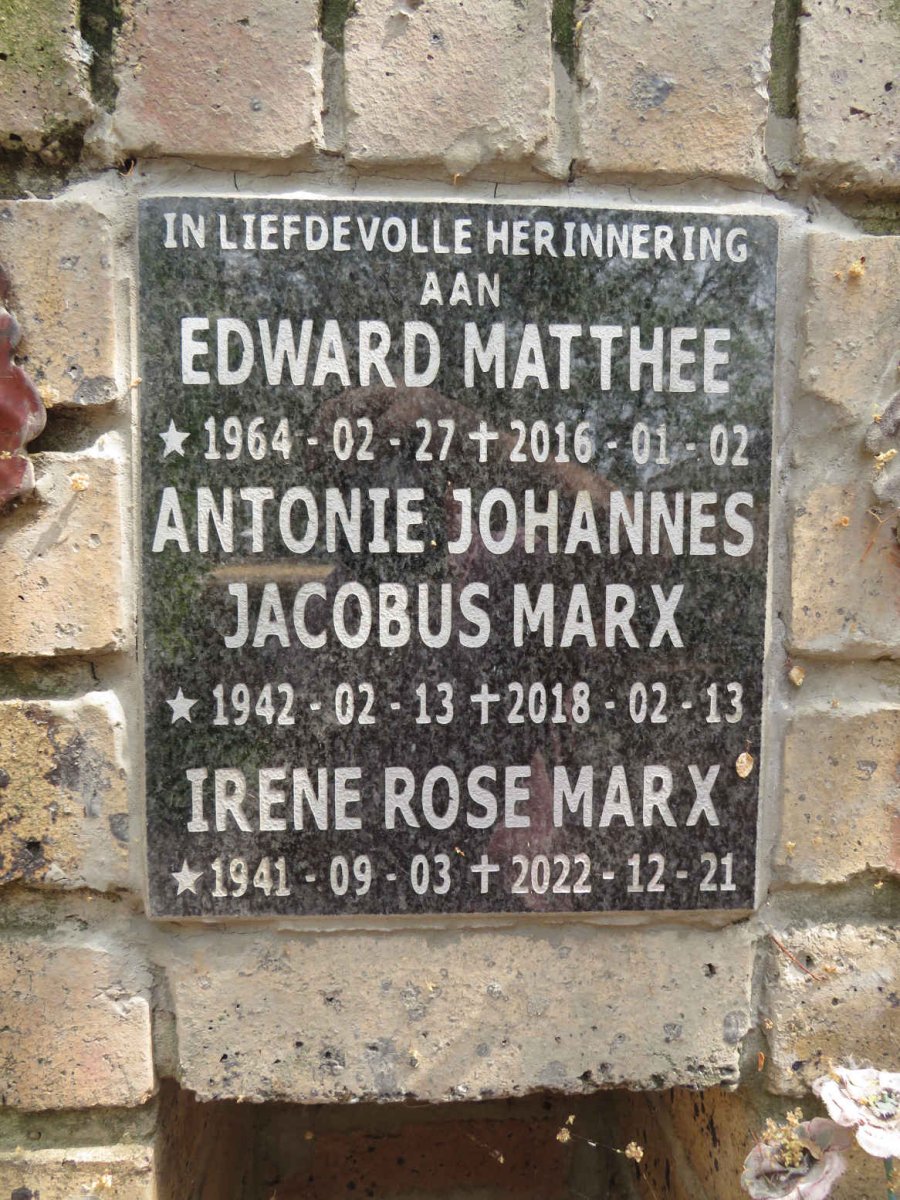 IN LIEFDEVOLLE HERINNERING
AAN
EDWARD MATTHEE
★ 1964 - 02 - 27 ✝ 2016 - 01 - 02
ANTONIE JOHANNES
JACOBUS MARX
★ 1942 - 02 - 13 ✝ 2018 - 02 - 13
IRENE ROSE MARX
★ 1941 - 09 - 03 ✝ 2022 - 12 - 21